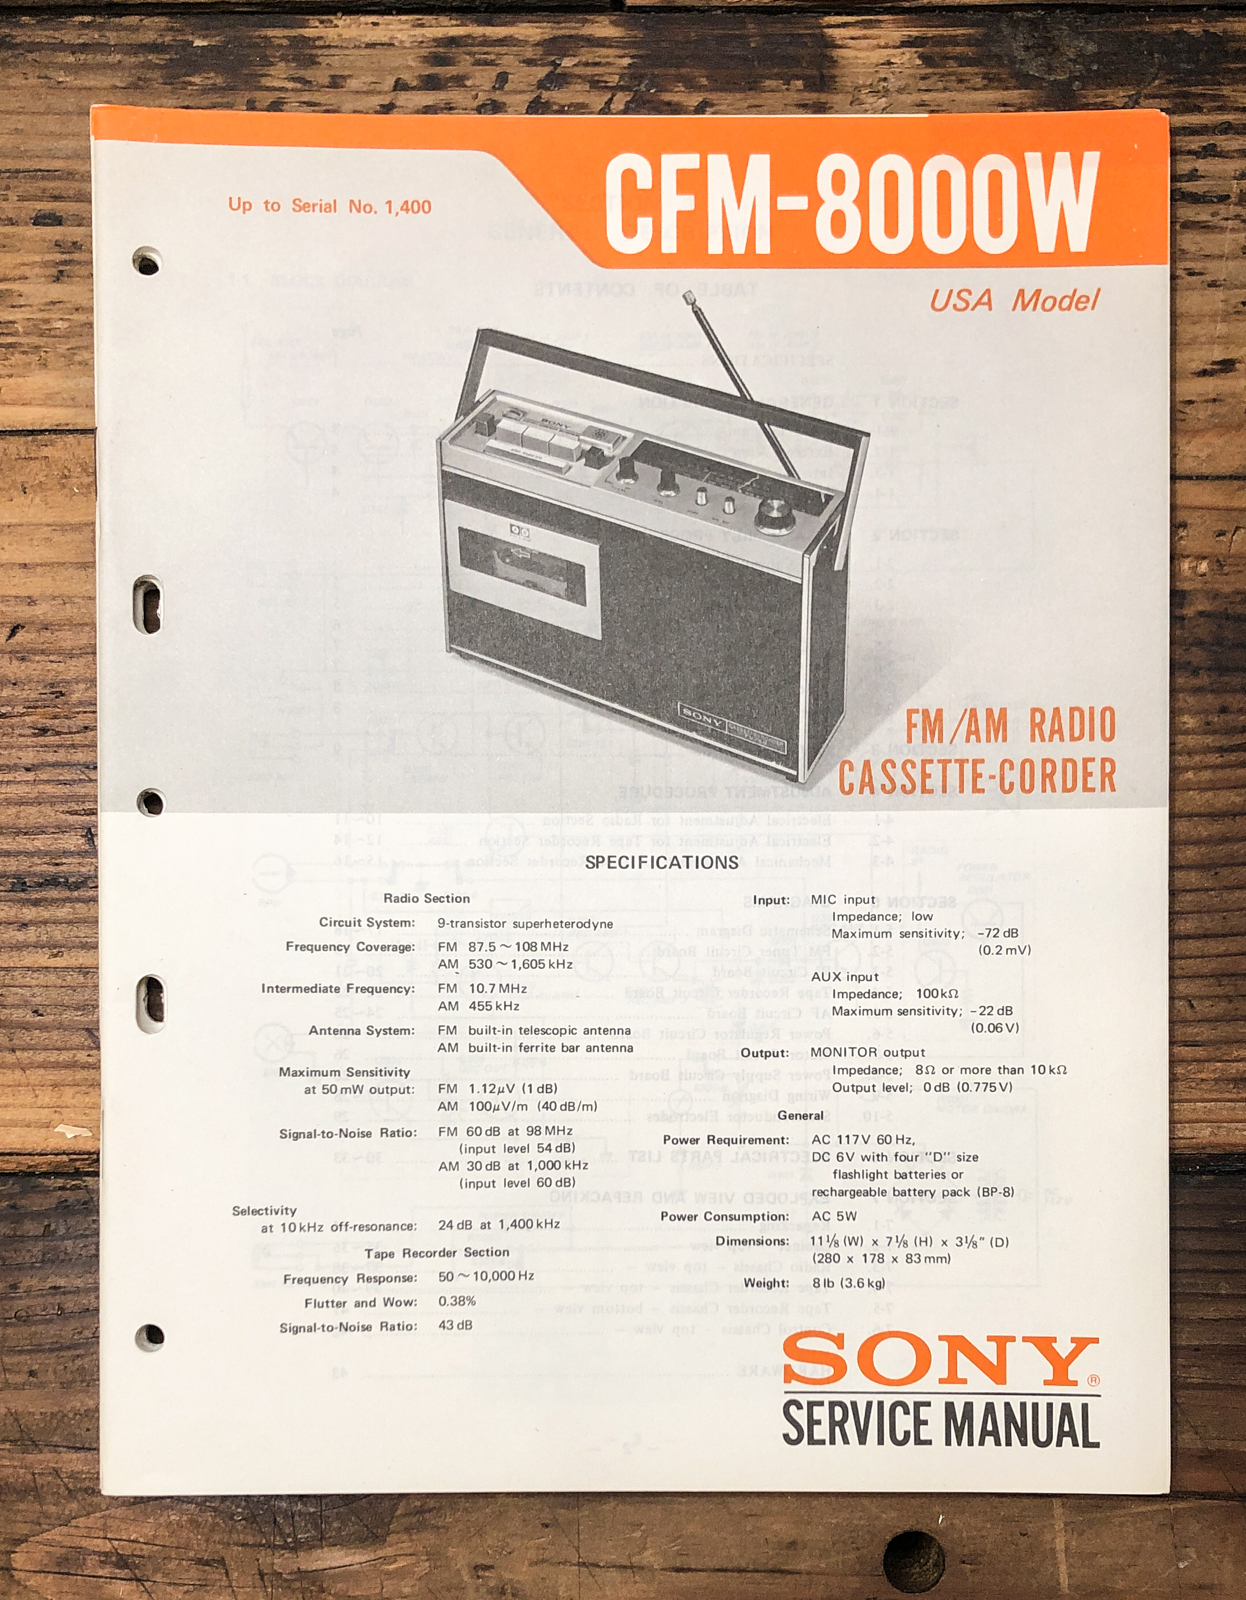 CFM-8000W
Up to Serial No. 1,400
USA Model
SONY
SONY
FM/AM RADIO
CASSETTE-CORDER
SPECIFICATIONS
Radio Section
Circuit System: 9-transistor superheterodyne
Frequency Coverage: FM 87.5 ~ 108 MHz
AM 530 ~ 1,605 kHz
Intermediate Frequency: FM 10.7 MHz
AM 455 kHz
Antenna System: FM built-in telescopic antenna
AM built-in ferrite bar antenna
Maximum Sensitivity
at 50 mW output: FM 1.12μV (1 dB)
AM 100μV/m (40 dB/m)
Signal-to-Noise Ratio: FM 60 dB at 98 MHz
(input level 54 dB)
AM 30 dB at 1,000 kHz
(input level 60 dB)
Selectivity
at 10 kHz off-resonance: 24 dB at 1,400 kHz
Tape Recorder Section
Frequency Response: 50 ~ 10,000 Hz
Flutter and Wow: 0.38%
Signal-to-Noise Ratio: 43 dB
Input: MIC input
Impedance; low
Maximum sensitivity; -72 dB
(0.2 mV)
AUX input
Impedance; 100 kΩ
Maximum sensitivity; -22 dB
(0.06 V)
Output: MONITOR output
Impedance; 8Ω or more than 10 kΩ
Output level; 0 dB (0.775 V)
General
Power Requirement: AC 117 V 60 Hz,
DC 6 V with four "D" size
flashlight batteries or
rechargeable battery pack (BP-8)
Power Consumption: AC 5W
Dimensions: 11⅛ (W) x 7⅛ (H) x 3⅛" (D)
(280 x 178 x 83 mm)
Weight: 8 lb (3.6 kg)
SONY®
SERVICE MANUAL